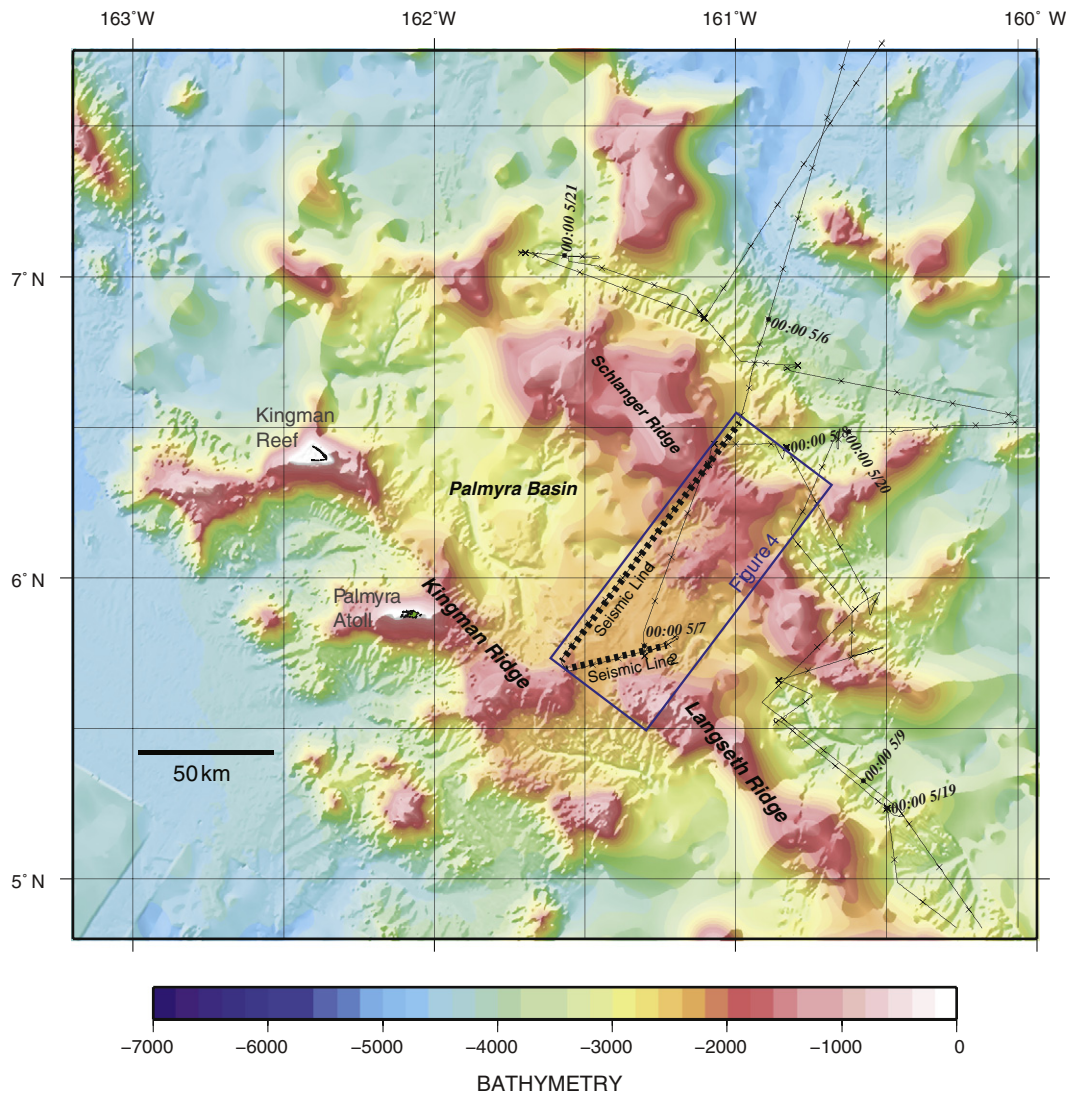 163˚W 162˚W 161˚W 160˚ W
00:00 5/21
7˚ N
00:00 5/6
Schlanger Ridge
Kingman
Reef
00:00 5/20
Palmyra Basin
Figure 4
6˚ N
Seismic Line
Palmyra
Atoll
Kingman Ridge
00:00 5/7
Seismic Line
Langseth Ridge
00:00 5/9
50 km
00:00 5/19
5˚ N
−7000 −6000 −5000 −4000 −3000 −2000 −1000 0
BATHYMETRY